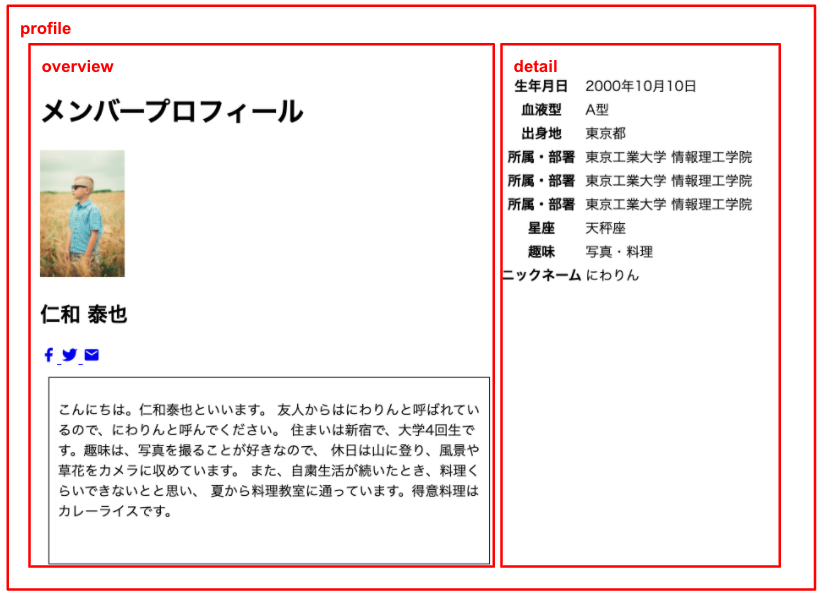 profile
overview
メンバープロフィール
仁和 泰也
こんにちは。仁和泰也といいます。 友人からはにわりんと呼ばれてい
るので、にわりんと呼んでください。 住まいは新宿で、大学4回生で
す。趣味は、写真を撮ることが好きなので、 休日は山に登り、風景や
草花をカメラに収めています。 また、自粛生活が続いたとき、料理く
らいできないとと思い、 夏から料理教室に通っています。得意料理は
カレーライスです。
detail
生年月日 2000年10月10日
血液型 A型
出身地 東京都
所属・部署 東京工業大学 情報理工学院
所属・部署 東京工業大学 情報理工学院
所属・部署 東京工業大学 情報理工学院
星座 天秤座
趣味 写真・料理
ニックネーム にわりん